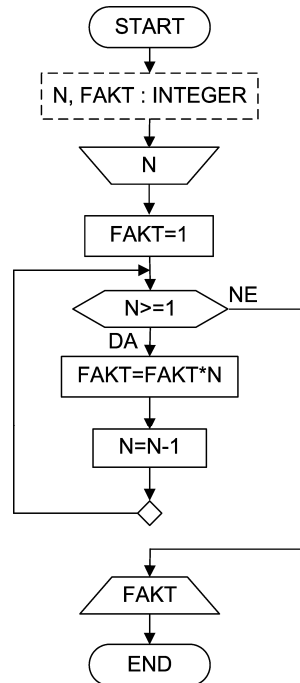 START
N, FAKT : INTEGER
N
FAKT=1
N>=1
NE
DA
FAKT=FAKT*N
N=N-1
FAKT
END